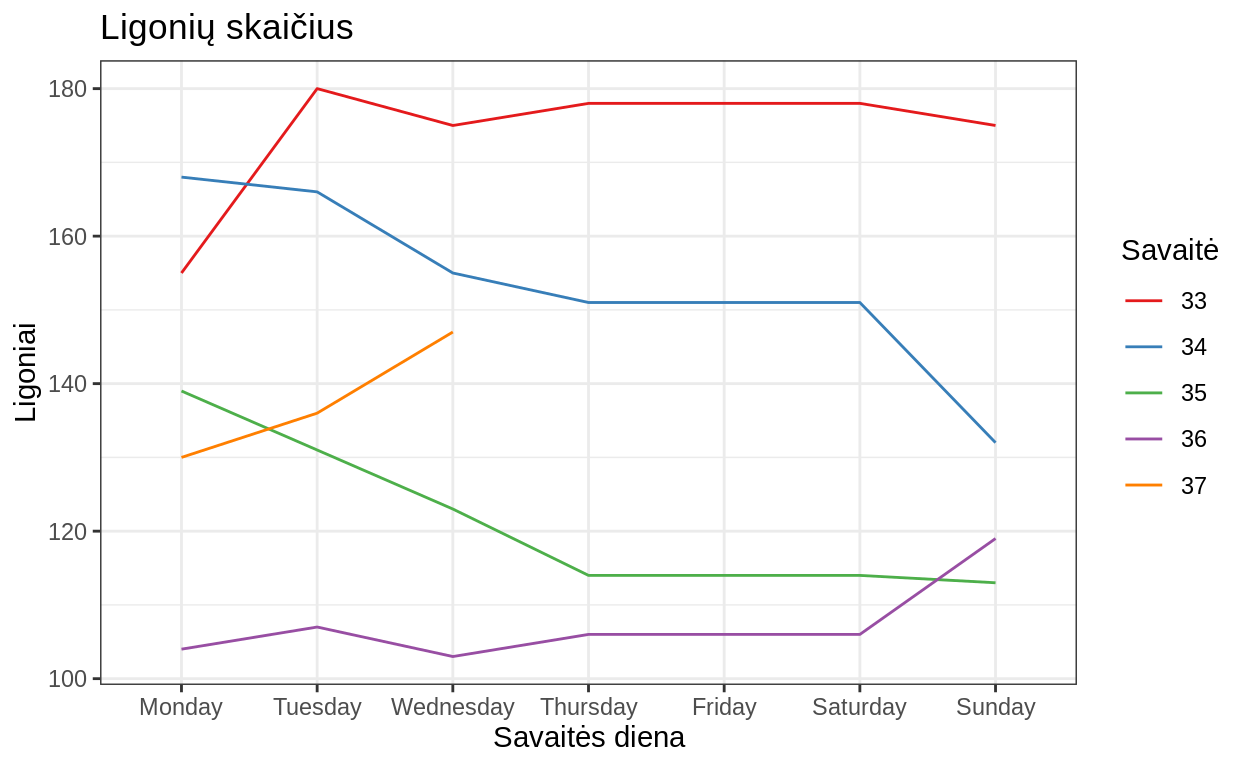 Ligonių skaičius
Ligoniai
180
160
140
120
100
Monday Tuesday Wednesday Thursday Friday Saturday Sunday
Savaitės diena
Savaitė
33
34
35
36
37